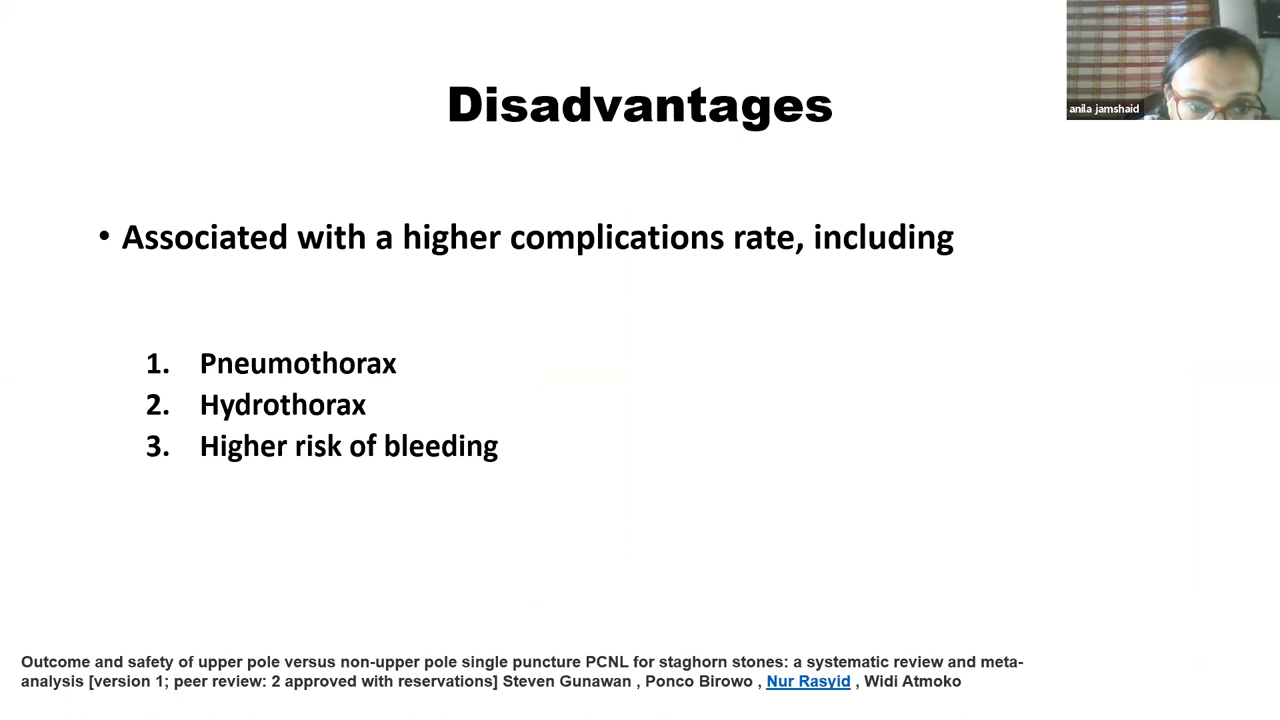 anila jamshaid
Disadvantages
• Associated with a higher complications rate, including
1. Pneumothorax
2. Hydrothorax
3. Higher risk of bleeding
Outcome and safety of upper pole versus non-upper pole single puncture PCNL for staghorn stones: a systematic review and meta-
analysis [version 1; peer review: 2 approved with reservations] Steven Gunawan , Ponco Birowo , Nur Rasyid , Widi Atmoko